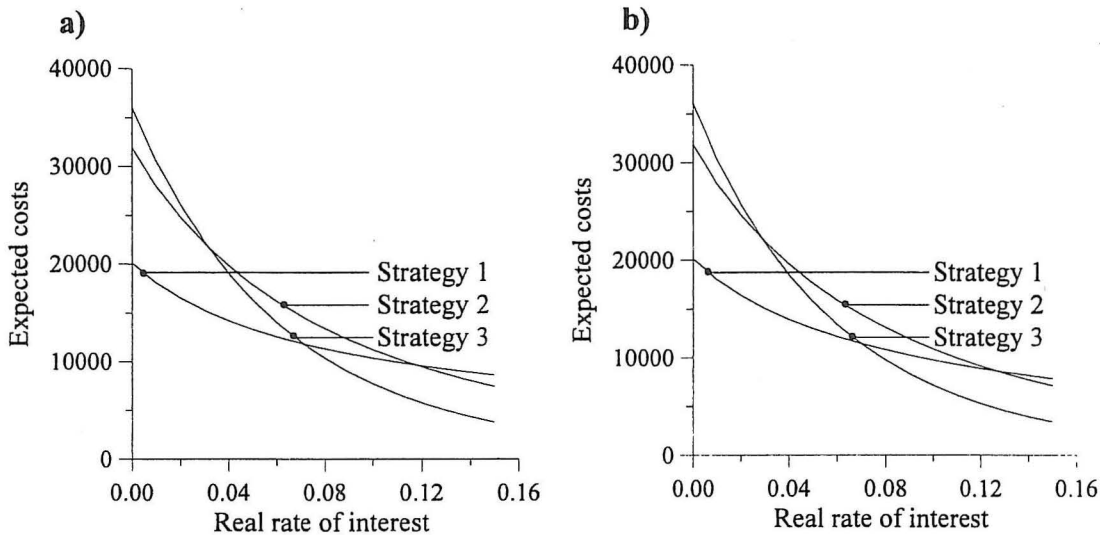 a)
40000
30000
20000
10000
0
Expected costs
Strategy 1
Strategy 2
Strategy 3
0.00 0.04 0.08 0.12 0.16
Real rate of interest
b)
40000
30000
20000
10000
0
Expected costs
Strategy 1
Strategy 2
Strategy 3
0.00 0.04 0.08 0.12 0.16
Real rate of interest